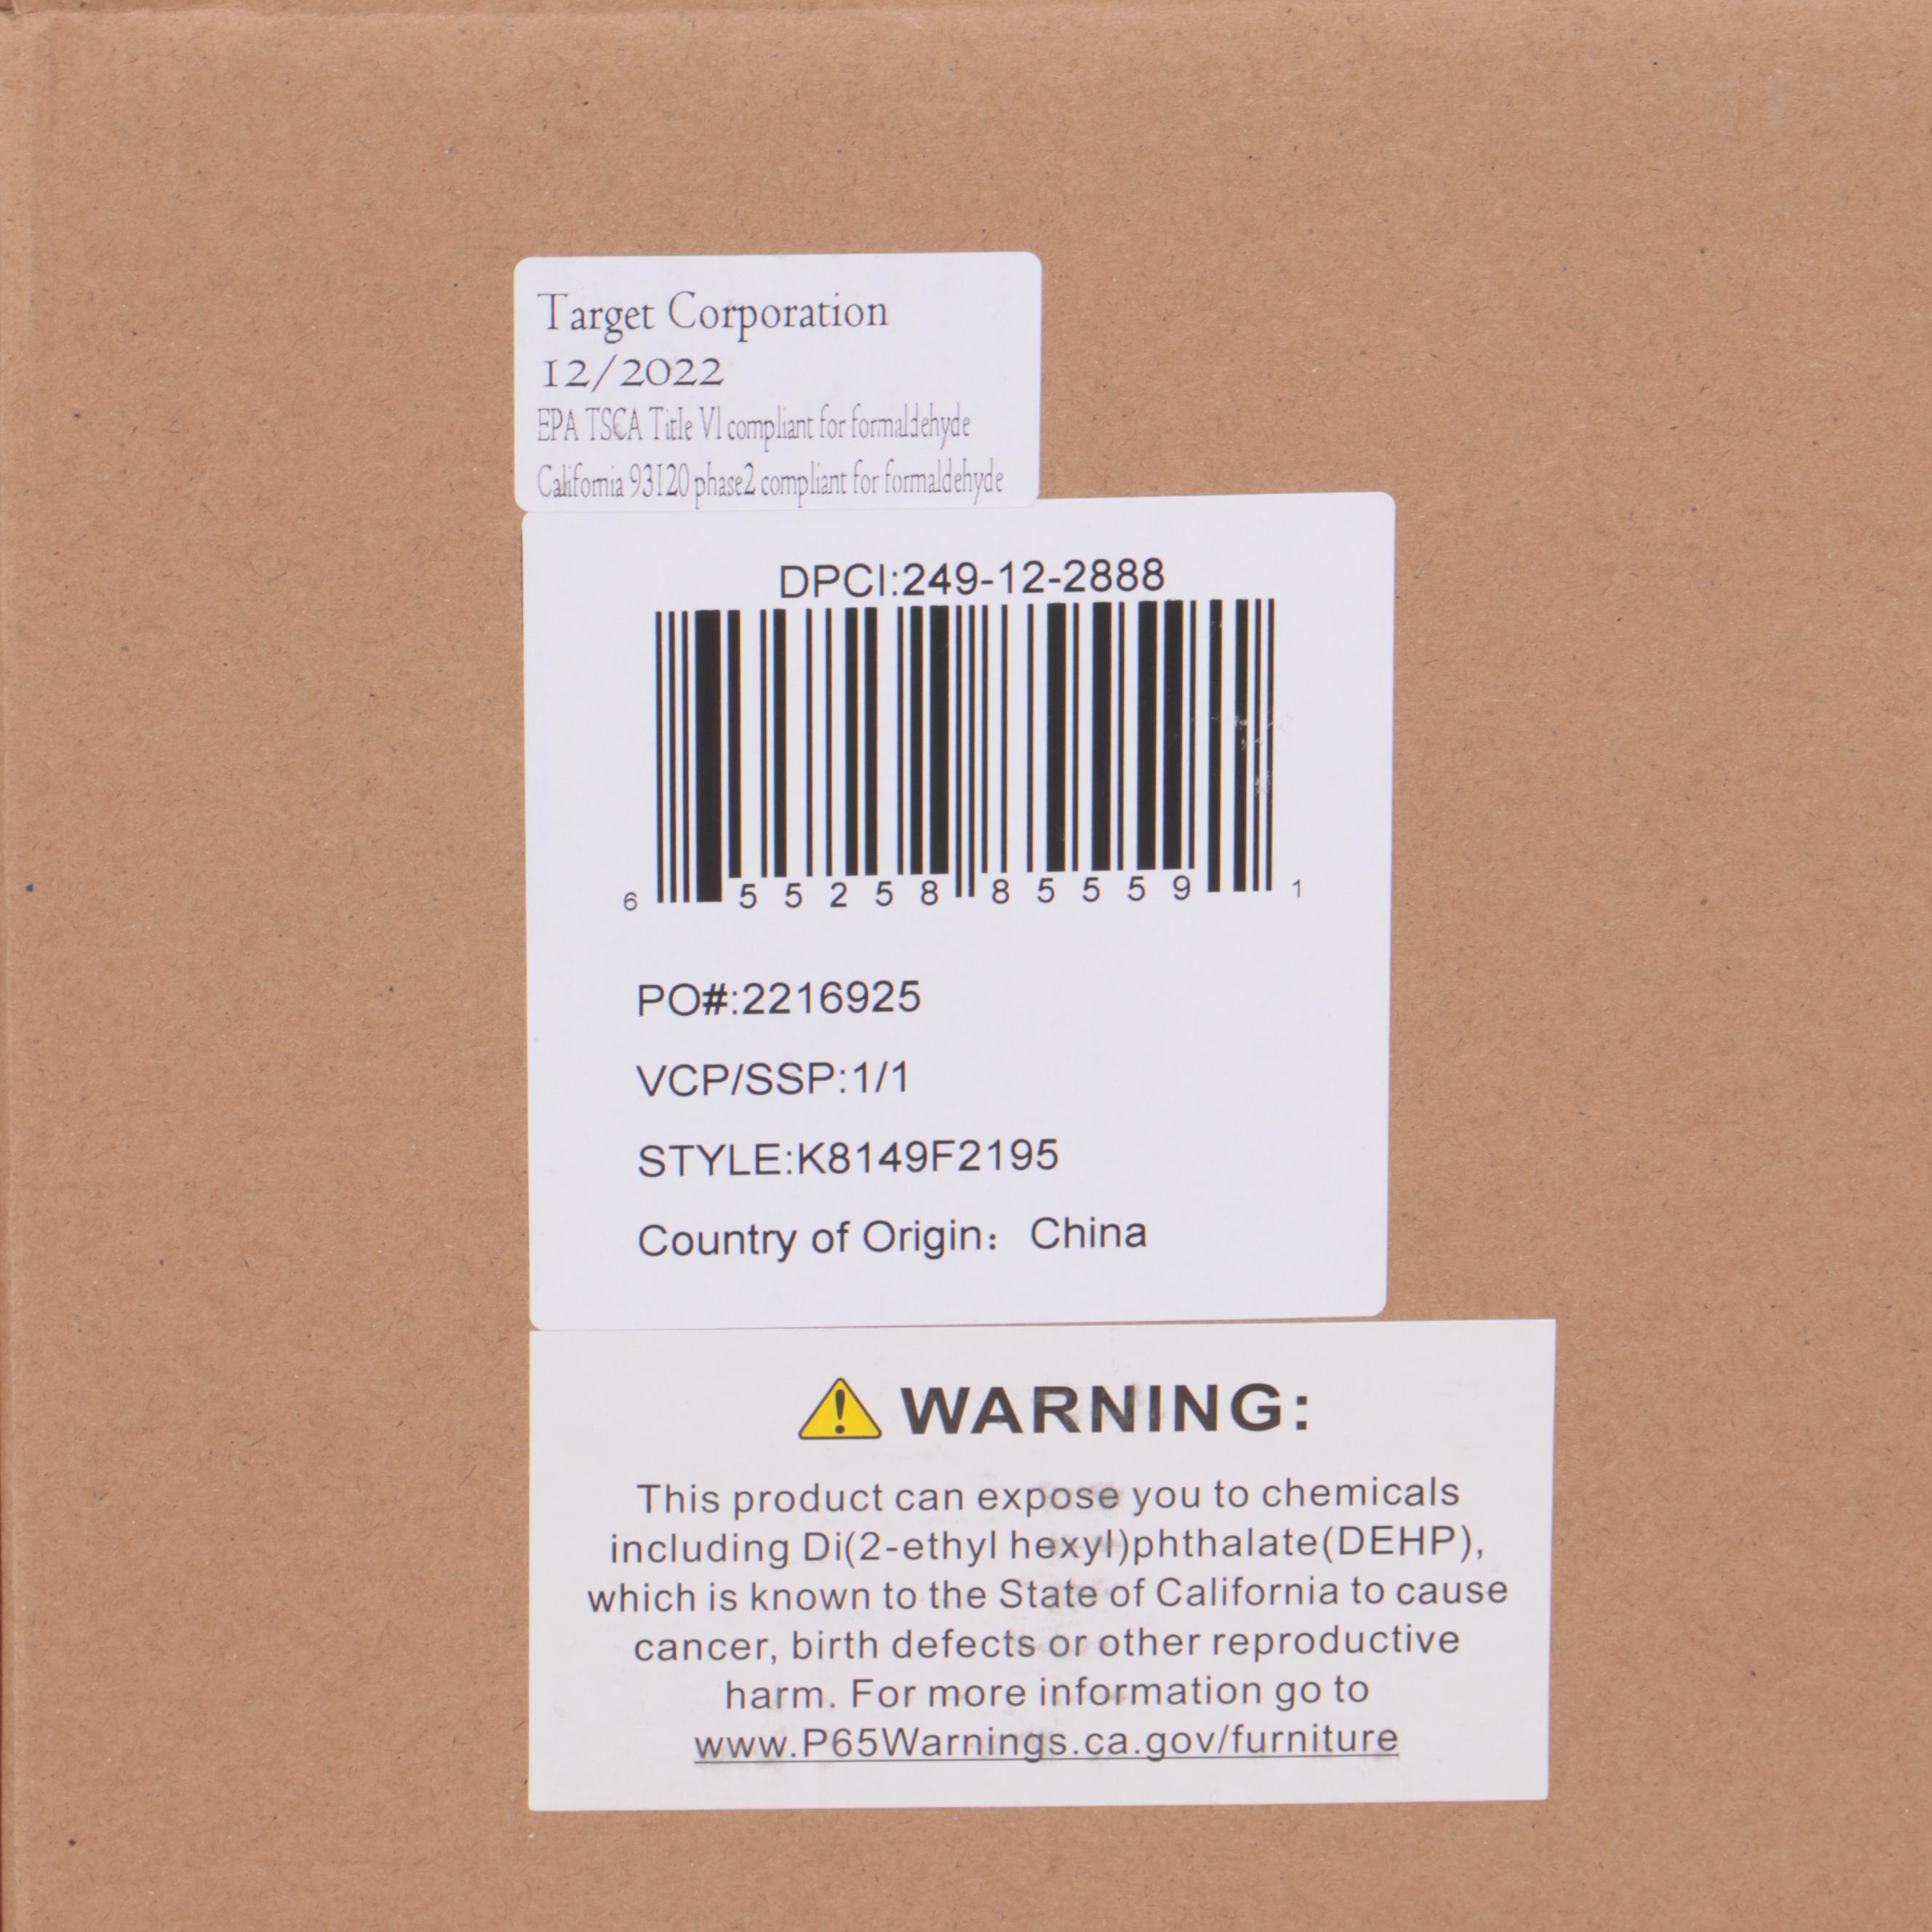 Target Corporation
12/2022
EPA TSCA Title VI compliant for formaldehyde
California 93120 phase2 compliant for formaldehyde
DPCI:249-12-2888
6 55258 85559 1
PO#:2216925
VCP/SSP:1/1
STYLE:K8149F2195
Country of Origin: China
WARNING:
This product can expose you to chemicals
including Di(2-ethyl hexyl)phthalate(DEHP),
which is known to the State of California to cause
cancer, birth defects or other reproductive
harm. For more information go to
www.P65Warnings.ca.gov/furniture